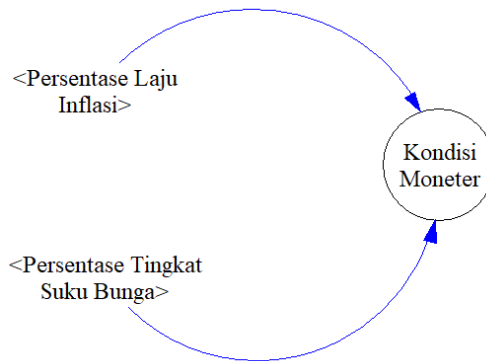 <Persentase Laju
Inflasi>
Kondisi
Moneter
<Persentase Tingkat
Suku Bunga>